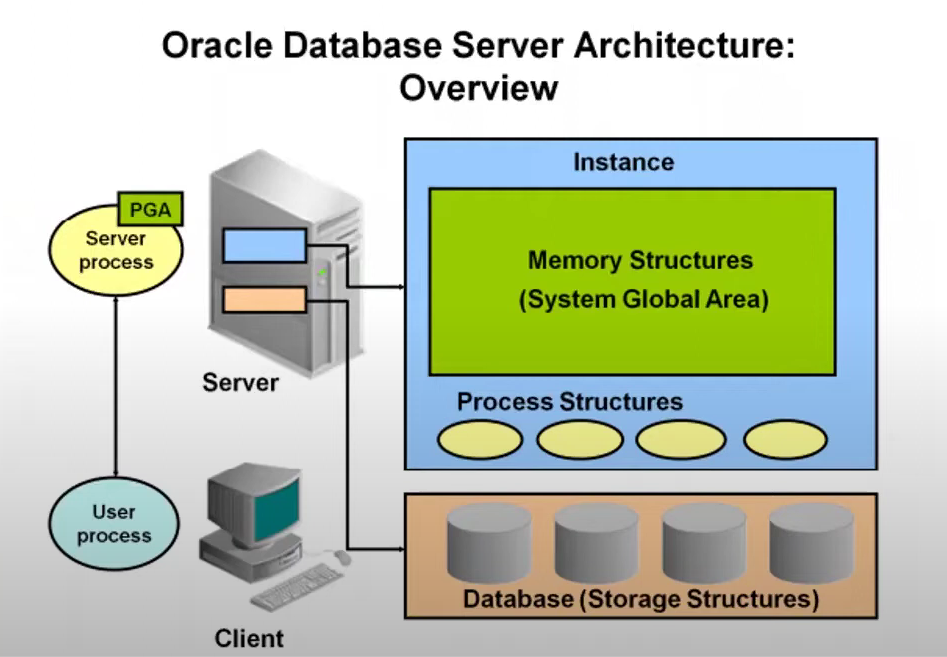 Oracle Database Server Architecture:
Overview
Instance
PGA
Server
process
Memory Structures
(System Global Area)
Server
Process Structures
User
process
Database (Storage Structures)
Client